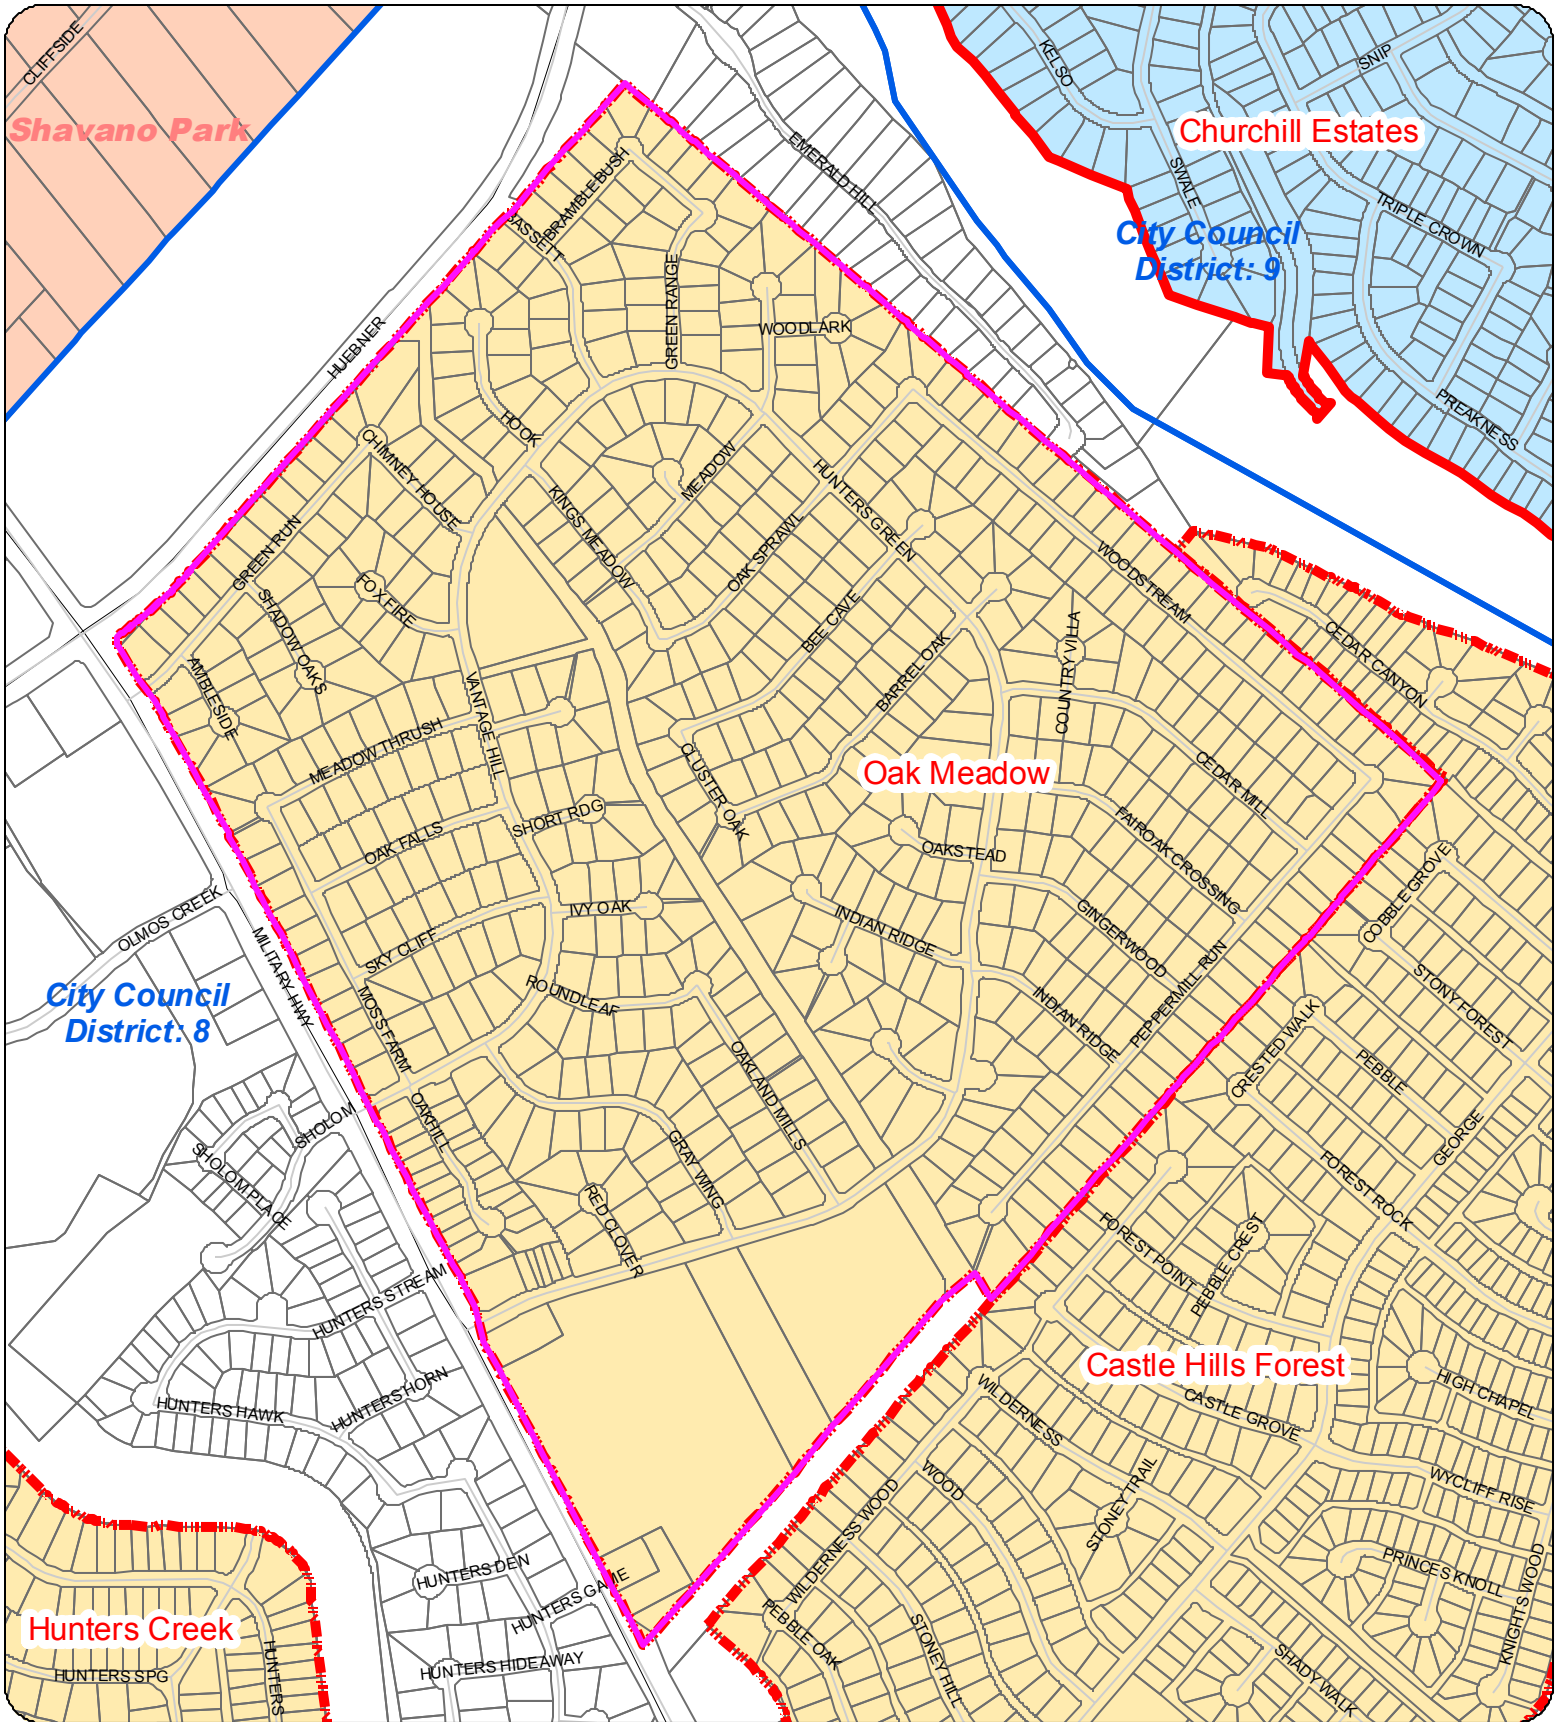 CLIFFSIDE
Shavano Park
KELSO
SNIP
Churchill Estates
SWALE
TRIPLE CROWN
City Council
District: 9
PREAKNESS
EMERALD HILL
BRAMBLEBUSH
BASSETT
GREEN RANGE
WOODLARK
HUEBNER
HOOK
CHIMNEY HOUSE
MEADOW
KINGS MEADOW
HUNTERS GREEN
OAK SPRAWL
GREEN RUN
FOXFIRE
SHADOW OAKS
WOODSTREAM
BEE CAVE
BARREL OAK
COUNTRY VILLA
CEDAR CANYON
AMBLESIDE
VANTAGE HILL
MEADOW THRUSH
CLUSTER OAK
Oak Meadow
CEDAR MILL
SHORT RDG
OAK FALLS
FAIROAK CROSSING
OAKSTEAD
COBBLE GROVE
OLMOS CREEK
IVY OAK
INDIAN RIDGE
GINGERWOOD
SKY CLIFF
MILITARY HWY
City Council
District: 8
ROUNDLEAF
MOSS FARM
INDIAN RIDGE
PEPPERMILL RUN
STONY FOREST
CRESTED WALK
PEBBLE
OAKLAND MILLS
OAKHILL
SHOLOM
SHOLOM PLACE
GRAY WING
GEORGE
FOREST ROCK
RED CLOVER
FOREST POINT
PEBBLE CREST
HUNTERS STREAM
Castle Hills Forest
HUNTERS HORN
HUNTERS HAWK
WILDERNESS
CASTLE GROVE
HIGH CHAPEL
WYCLIFF RISE
WOOD
STONEY TRAIL
WILDERNESS WOOD
HUNTERS DEN
HUNTERS GAME
PRINCES KNOLL
KNIGHTS WOOD
Hunters Creek
PEBBLE OAK
STONEY HILL
HUNTERS HIDEAWAY
HUNTERS SPG
HUNTERS
SHADY WALK